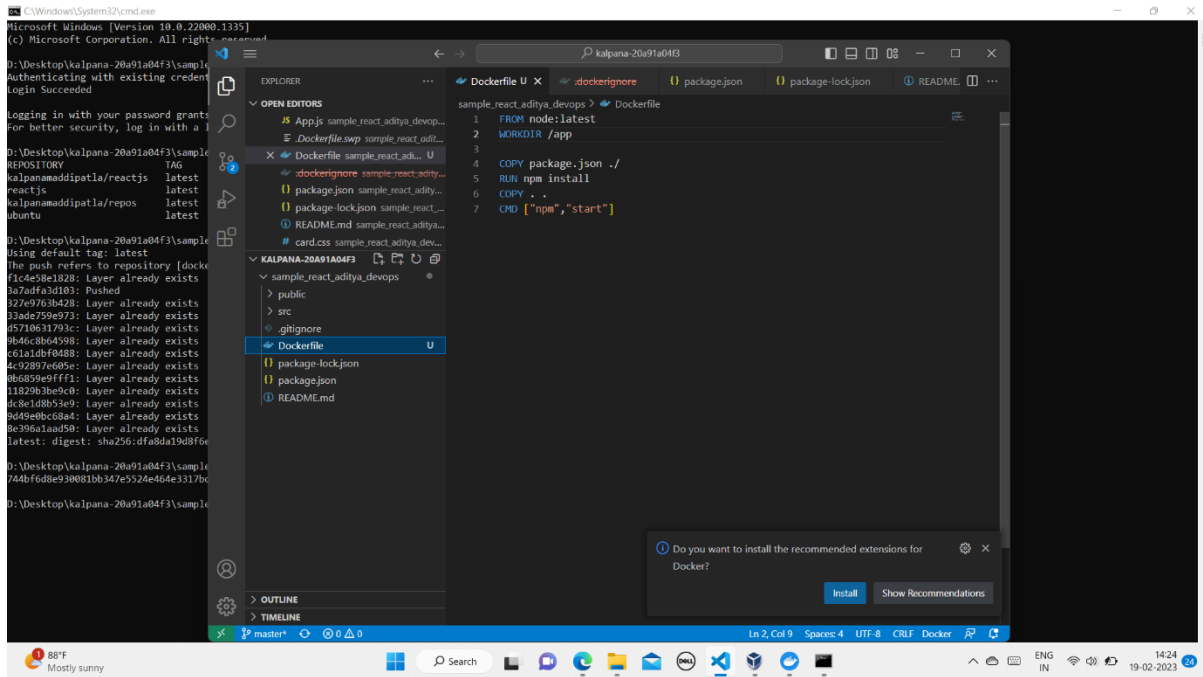 C:\Windows\System32\cmd.exe
Microsoft Windows [Version 10.0.22000.1335]
(c) Microsoft Corporation. All rights reserved.
D:\Desktop\kalpana-20a91a04f3\sample
Authenticating with existing credent
Login Succeeded
Logging in with your password grants
For better security, log in with a l
D:\Desktop\kalpana-20a91a04f3\sample
REPOSITORY TAG
kalpanamaddipatla/reactjs latest
reactjs latest
kalpanamaddipatla/repos latest
ubuntu latest
D:\Desktop\kalpana-20a91a04f3\sample
Using default tag: latest
The push refers to repository [docke
f1c4e58e1828: Layer already exists
3a7adfa3d103: Pushed
327e9763b428: Layer already exists
33ade759e973: Layer already exists
d5710631793c: Layer already exists
9b46c8b64598: Layer already exists
c61a1dbf0488: Layer already exists
4c92897e605e: Layer already exists
0b6859e9fff1: Layer already exists
11829b3be9c0: Layer already exists
dc8e1d8b53e9: Layer already exists
9d49e0bc68a4: Layer already exists
8e396a1aad50: Layer already exists
latest: digest: sha256:dfa8da19d8f6e
D:\Desktop\kalpana-20a91a04f3\sample
744bf6d8e930081bb347e5524e464e3317bc
D:\Desktop\kalpana-20a91a04f3\sample
kalpana-20a91a04f3
EXPLORER
OPEN EDITORS
JS App.js sample_react_aditya_devop...
.Dockerfile.swp sample_react_adit...
Dockerfile sample_react_adi... U
.dockerignore sample_react_adity...
{} package.json sample_react_adity...
{} package-lock.json sample_react_...
README.md sample_react_aditya...
# card.css sample_react_aditya_dev...
KALPANA-20A91A04F3
sample_react_aditya_devops
public
src
.gitignore
Dockerfile U
{} package-lock.json
{} package.json
README.md
OUTLINE
TIMELINE
2
Dockerfile U
.dockerignore
{} package.json
{} package-lock.json
README.
sample_react_aditya_devops > Dockerfile
1 FROM node:latest
2 WORKDIR /app
3
4 COPY package.json ./
5 RUN npm install
6 COPY . .
7 CMD ["npm","start"]
Do you want to install the recommended extensions for
Docker?
Install
Show Recommendations
master* 0 0
Ln 2, Col 9 Spaces: 4 UTF-8 CRLF Docker
1
88°F
Mostly sunny
Search
DELL
ENG
IN
14:24
19-02-2023
24